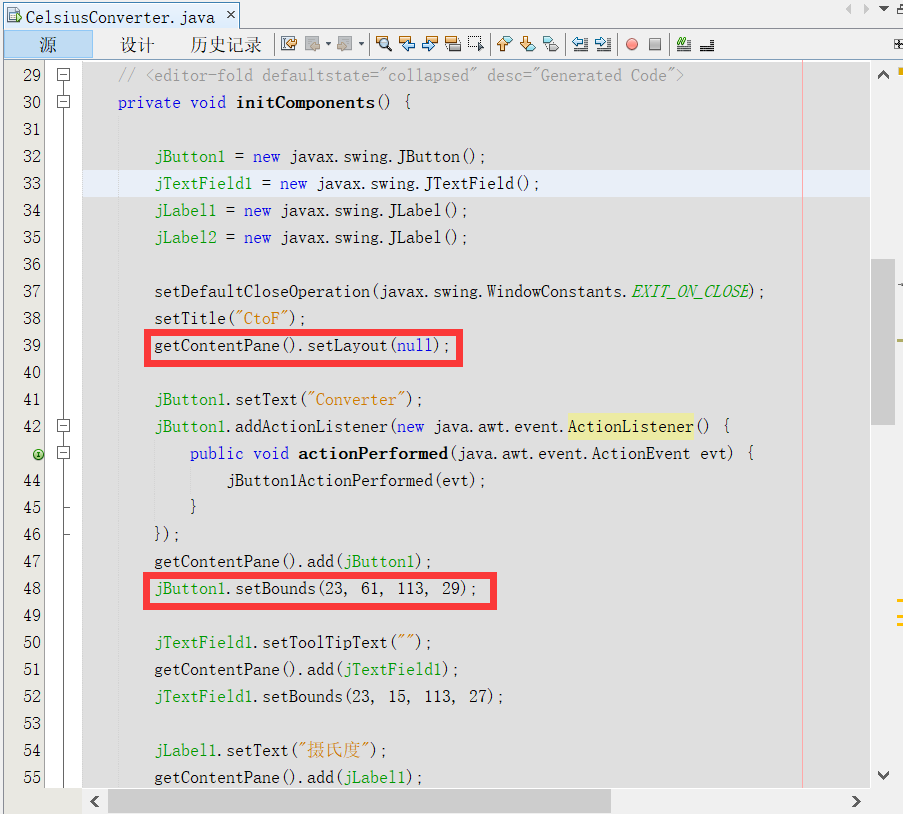 CelsiusConverter.java ×
源 设计 历史记录
29 // <editor-fold defaultstate="collapsed" desc="Generated Code">
30 private void initComponents() {
31
32 jButton1 = new javax.swing.JButton();
33 jTextField1 = new javax.swing.JTextField();
34 jLabel1 = new javax.swing.JLabel();
35 jLabel2 = new javax.swing.JLabel();
36
37 setDefaultCloseOperation(javax.swing.WindowConstants.EXIT_ON_CLOSE);
38 setTitle("CtoF");
39 getContentPane().setLayout(null);
40
41 jButton1.setText("Converter");
42 jButton1.addActionListener(new java.awt.event.ActionListener() {
public void actionPerformed(java.awt.event.ActionEvent evt) {
44 jButton1ActionPerformed(evt);
45 }
46 });
47 getContentPane().add(jButton1);
48 jButton1.setBounds(23, 61, 113, 29);
49
50 jTextField1.setToolTipText("");
51 getContentPane().add(jTextField1);
52 jTextField1.setBounds(23, 15, 113, 27);
53
54 jLabel1.setText("摄氏度");
55 getContentPane().add(jLabel1);